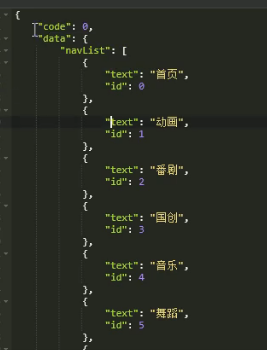 {
"code": 0,
"data": {
"navList": [
{
"text": "首页",
"id": 0
},
{
"text": "动画",
"id": 1
},
{
"text": "番剧",
"id": 2
},
{
"text": "国创",
"id": 3
},
{
"text": "音乐",
"id": 4
},
{
"text": "舞蹈",
"id": 5
},
{